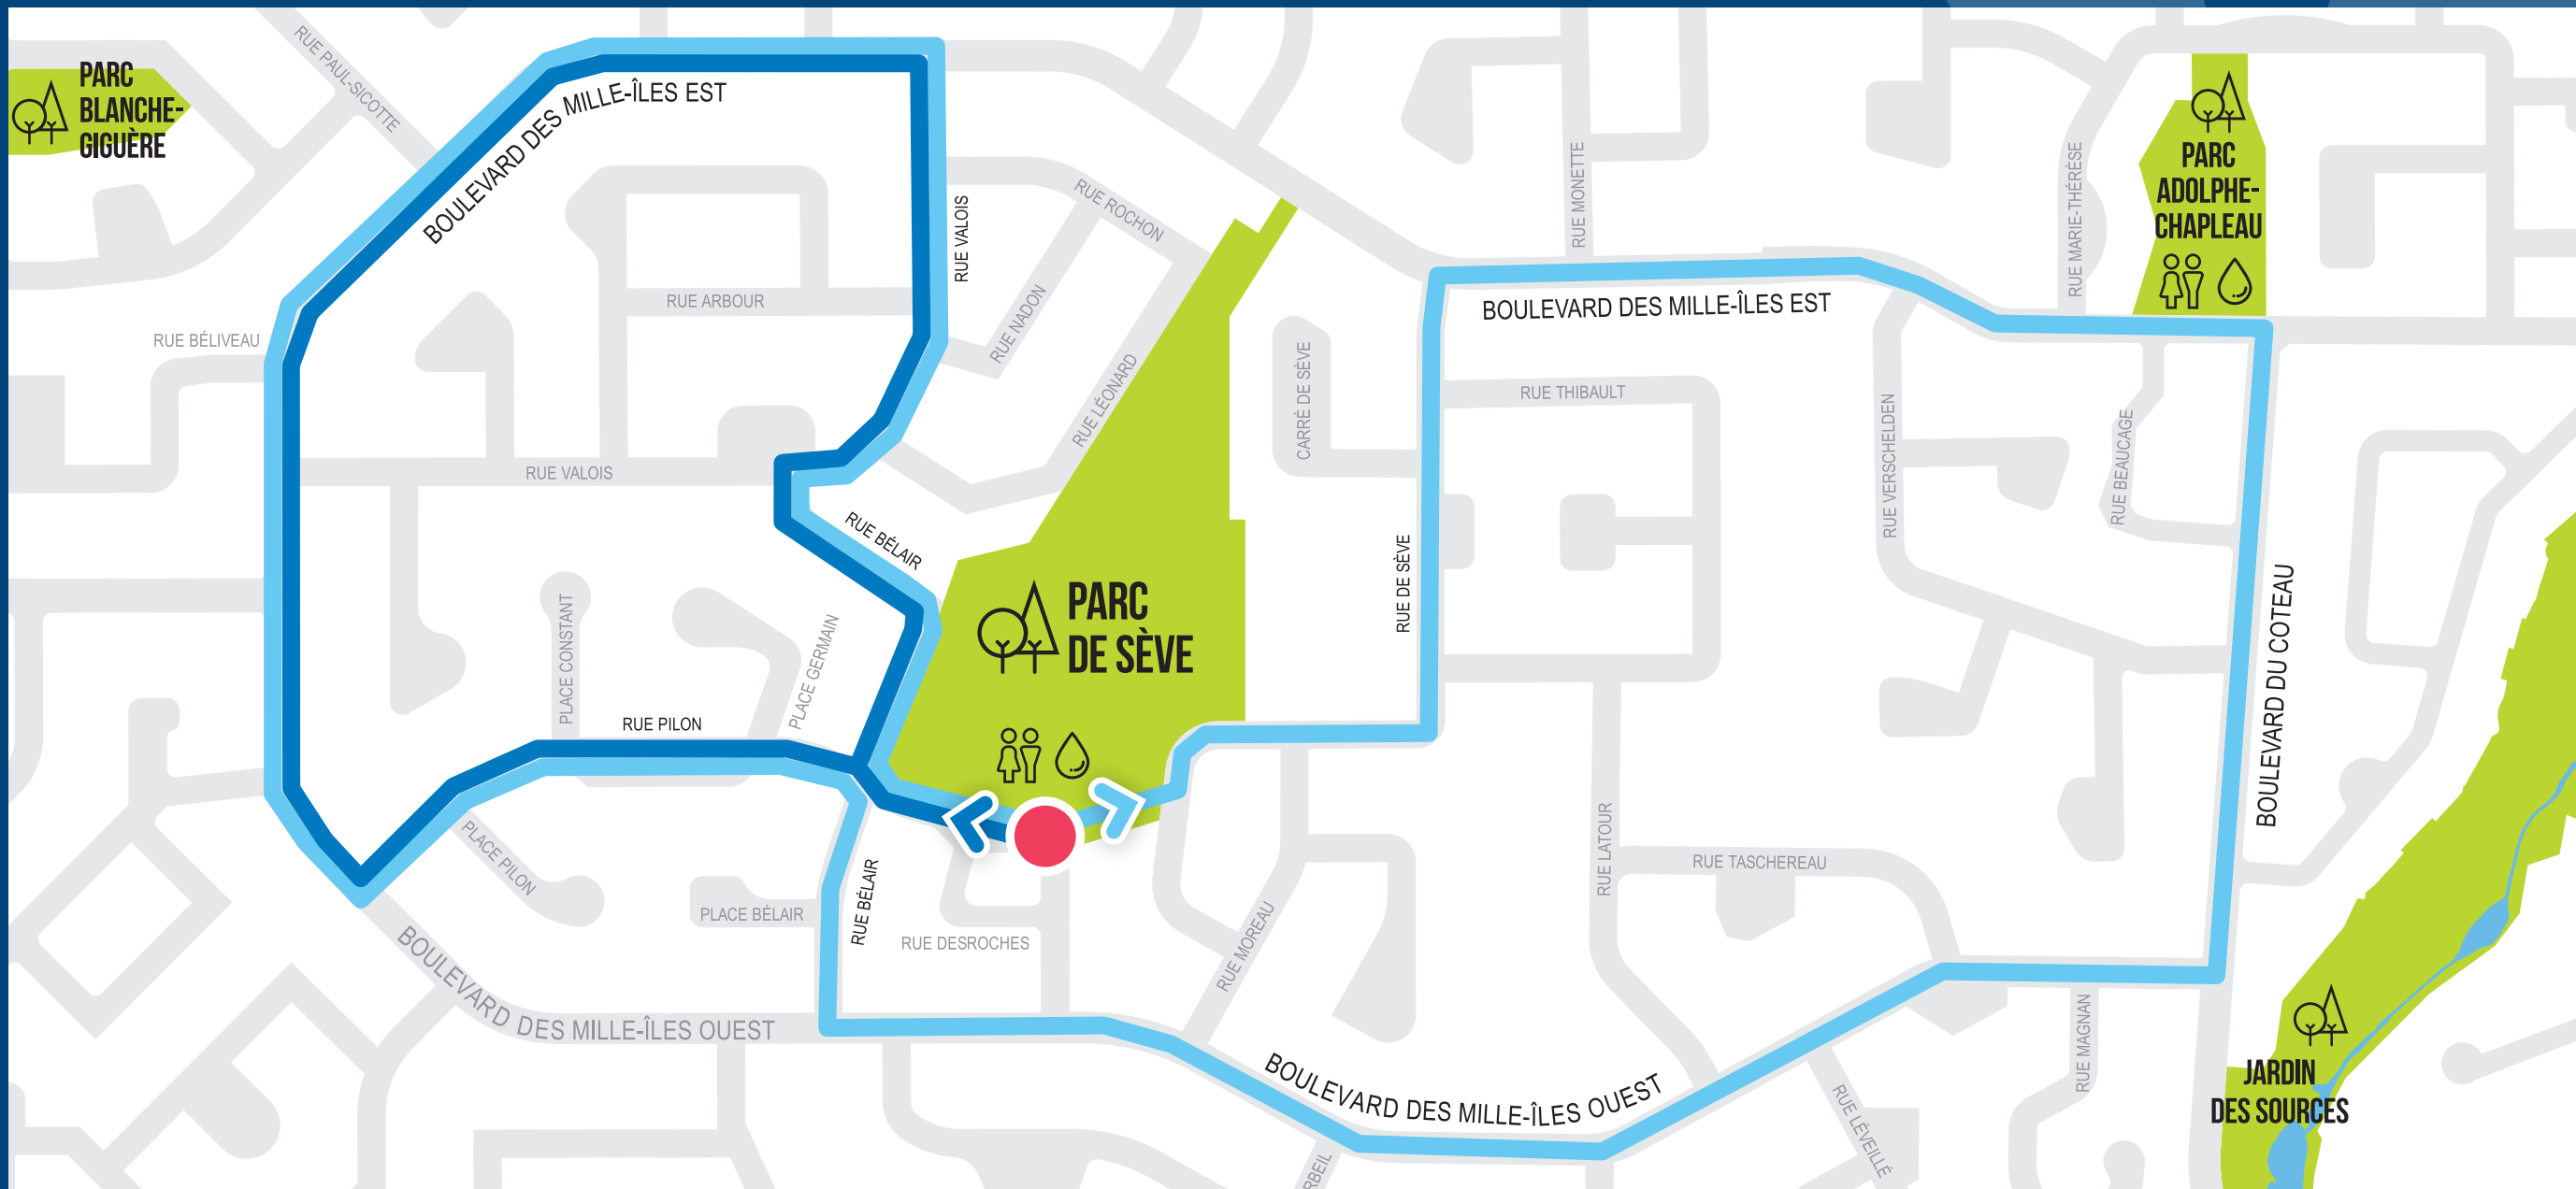 RUE PAUL-SICOTTE
PARC
BLANCHE-
GIGUÈRE
BOULEVARD DES MILLE-ÎLES EST
RUE VALOIS
RUE ROCHON
RUE MONETTE
RUE MARIE-THÉRÈSE
PARC
ADOLPHE-
CHAPLEAU
RUE ARBOUR
RUE NADON
RUE BÉLIVEAU
RUE LÉONARD
CARRÉ DE SÈVE
BOULEVARD DES MILLE-ÎLES EST
RUE THIBAULT
RUE VERSCHELDEN
RUE BEAUCAGE
RUE VALOIS
RUE BÉLAIR
RUE DE SÈVE
PARC
DE SÈVE
PLACE CONSTANT
PLACE GERMAIN
RUE PILON
BOULEVARD DU COTEAU
PLACE PILON
PLACE BÉLAIR
RUE BÉLAIR
RUE DESROCHES
RUE MOREAU
RUE LATOUR
RUE TASCHEREAU
BOULEVARD DES MILLE-ÎLES OUEST
BOULEVARD DES MILLE-ÎLES OUEST
RUE MAGNAN
RUE LÉVEILLÉ
JARDIN
DES SOURCES